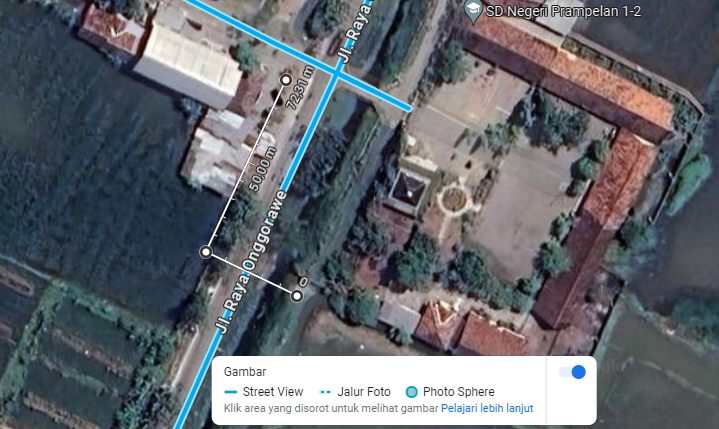 SD Negeri Prampelan 1-2
Jl. Raya
72,31 m
50,00 m
Jl. Raya Onggorawe
0
Gambar
Street View
Jalur Foto
Photo Sphere
Klik area yang disorot untuk melihat gambar Pelajari lebih lanjut